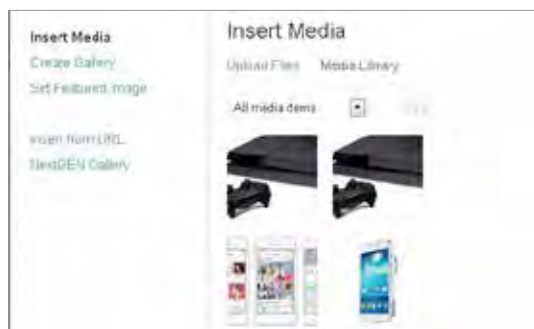 Insert Media
Create Gallery
Set Featured Image
Insert from URL
NextGEN Gallery
Insert Media
Upload Files Media Library
All media items